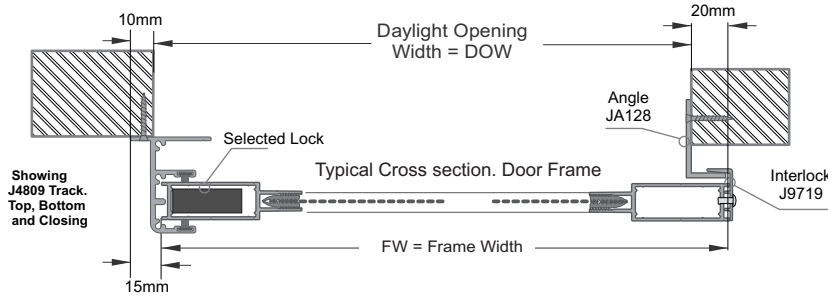 10mm
20mm
Daylight Opening
Width = DOW
Angle
JA128
Selected Lock
Typical Cross section. Door Frame
Showing
J4809 Track.
Top, Bottom
and Closing
Interlock
J9719
FW = Frame Width
15mm